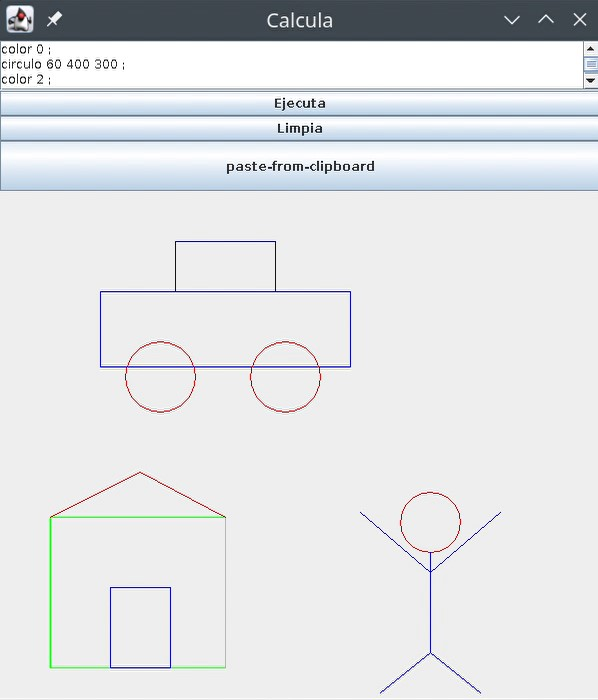 Calcula
color 0 ;
circulo 60 400 300 ;
color 2 ;
Ejecuta
Limpia
paste-from-clipboard